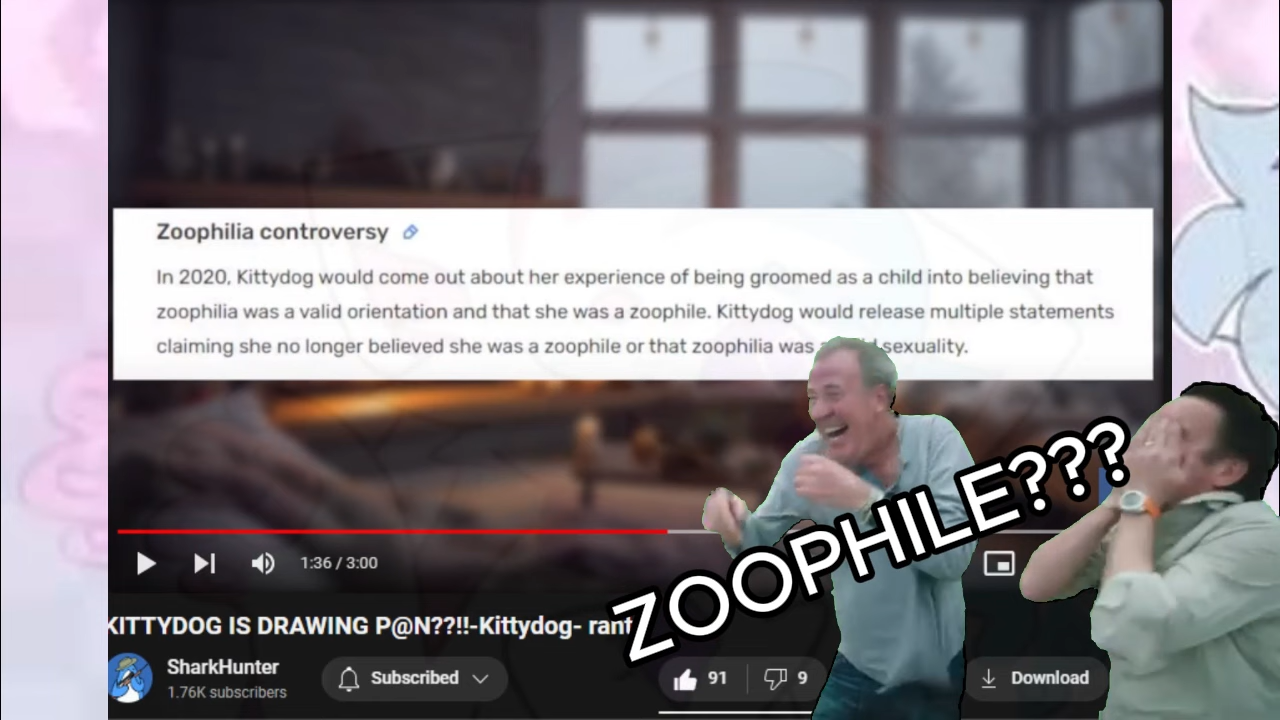 Zoophilia controversy
In 2020, Kittydog would come out about her experience of being groomed as a child into believing that
zoophilia was a valid orientation and that she was a zoophile. Kittydog would release multiple statements
claiming she no longer believed she was a zoophile or that zoophilia was sexuality.
ZOOPHILE???
1:36 / 3:00
KITTYDOG IS DRAWING P@N??!!-Kittydog- rant
SharkHunter
1.76K subscribers
Subscribed
91
9
Download